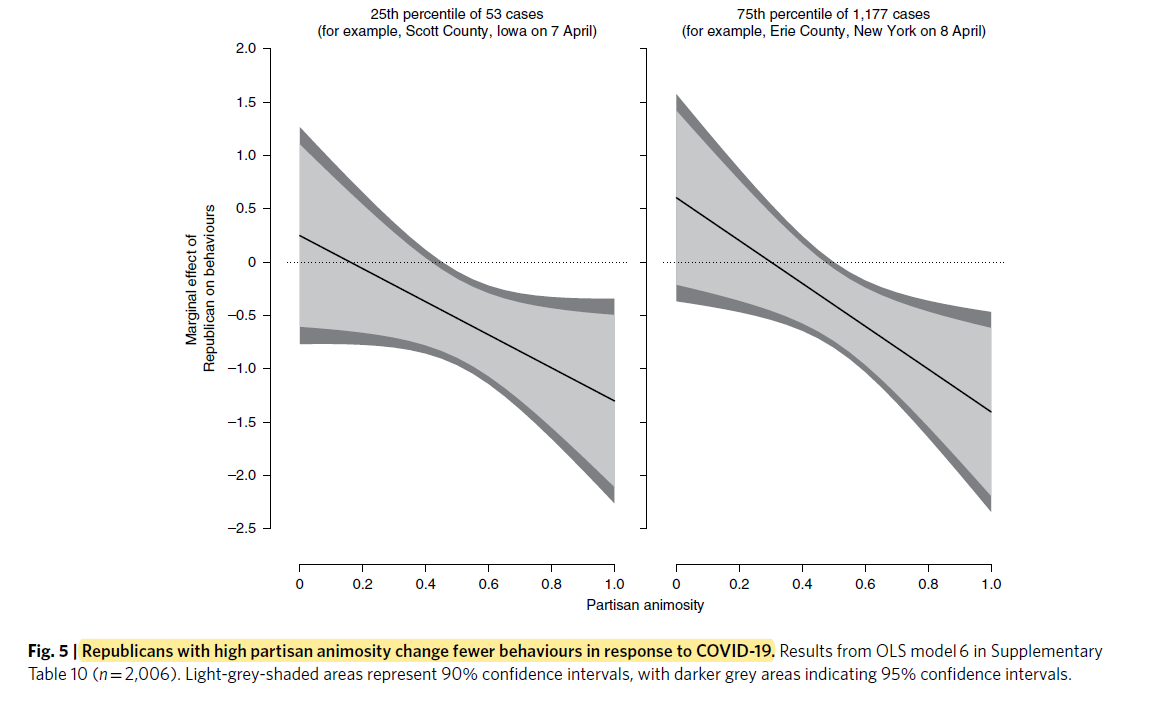 25th percentile of 53 cases
(for example, Scott County, Iowa on 7 April)
75th percentile of 1,177 cases
(for example, Erie County, New York on 8 April)
Marginal effect of
Republican on behaviours
2.0
1.5
1.0
0.5
0
−0.5
−1.0
−1.5
−2.0
−2.5
0 0.2 0.4 0.6 0.8 1.0
0 0.2 0.4 0.6 0.8 1.0
Partisan animosity
Fig. 5 | Republicans with high partisan animosity change fewer behaviours in response to COVID-19. Results from OLS model 6 in Supplementary
Table 10 (n = 2,006). Light-grey-shaded areas represent 90% confidence intervals, with darker grey areas indicating 95% confidence intervals.